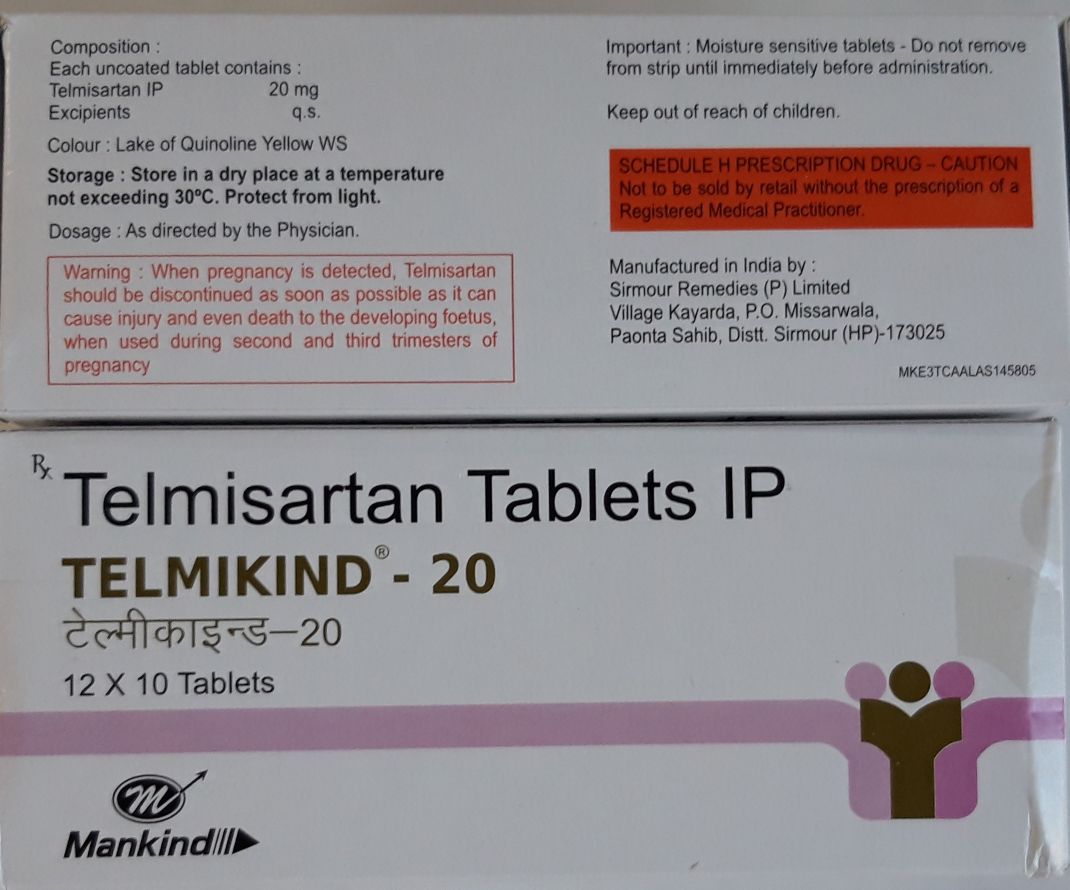 Composition :
Each uncoated tablet contains :
Telmisartan IP 20 mg
Excipients q.s.
Colour : Lake of Quinoline Yellow WS
Storage : Store in a dry place at a temperature
not exceeding 30ºC. Protect from light.
Dosage : As directed by the Physician.
Warning : When pregnancy is detected, Telmisartan
should be discontinued as soon as possible as it can
cause injury and even death to the developing foetus,
when used during second and third trimesters of
pregnancy
Important : Moisture sensitive tablets - Do not remove
from strip until immediately before administration.
Keep out of reach of children.
SCHEDULE H PRESCRIPTION DRUG – CAUTION
Not to be sold by retail without the prescription of a
Registered Medical Practitioner.
Manufactured in India by :
Sirmour Remedies (P) Limited
Village Kayarda, P.O. Missarwala,
Paonta Sahib, Distt. Sirmour (HP)-173025
MKE3TCAALAS145805
Rx
Telmisartan Tablets IP
TELMIKIND® - 20
टेल्मीकाइन्ड–20
12 X 10 Tablets
m
Mankind